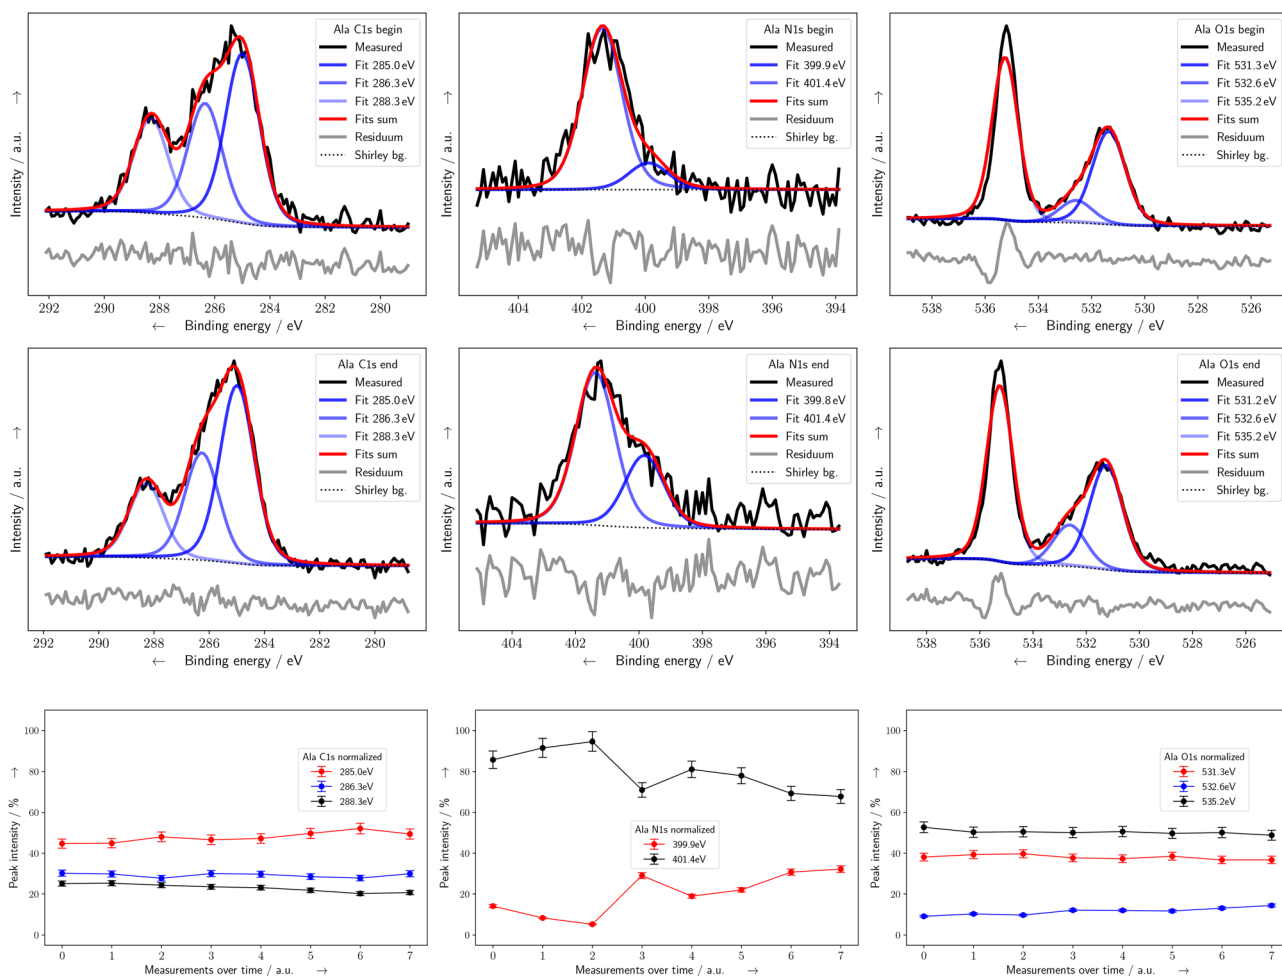 Ala C1s begin
Measured
Fit 285.0 eV
Fit 286.3 eV
Fit 288.3 eV
Fits sum
Residuum
Shirley bg.
Intensity / a.u. →
292 290 288 286 284 282 280
← Binding energy / eV
Ala N1s begin
Measured
Fit 399.9 eV
Fit 401.4 eV
Fits sum
Residuum
Shirley bg.
Intensity / a.u. →
404 402 400 398 396 394
← Binding energy / eV
Ala O1s begin
Measured
Fit 531.3 eV
Fit 532.6 eV
Fit 535.2 eV
Fits sum
Residuum
Shirley bg.
Intensity / a.u. →
538 536 534 532 530 528 526
← Binding energy / eV
Ala C1s end
Measured
Fit 285.0 eV
Fit 286.3 eV
Fit 288.3 eV
Fits sum
Residuum
Shirley bg.
Intensity / a.u. →
292 290 288 286 284 282 280
← Binding energy / eV
Ala N1s end
Measured
Fit 399.8 eV
Fit 401.4 eV
Fits sum
Residuum
Shirley bg.
Intensity / a.u. →
404 402 400 398 396 394
← Binding energy / eV
Ala O1s end
Measured
Fit 531.2 eV
Fit 532.6 eV
Fit 535.2 eV
Fits sum
Residuum
Shirley bg.
Intensity / a.u. →
538 536 534 532 530 528 526
← Binding energy / eV
Ala C1s normalized
285.0eV
286.3eV
288.3eV
Peak intensity / % →
100
80
60
40
20
0
0 1 2 3 4 5 6 7
Measurements over time / a.u. →
Ala N1s normalized
399.9eV
401.4eV
Peak intensity / % →
100
80
60
40
20
0
0 1 2 3 4 5 6 7
Measurements over time / a.u. →
Ala O1s normalized
531.3eV
532.6eV
535.2eV
Peak intensity / % →
100
80
60
40
20
0
0 1 2 3 4 5 6 7
Measurements over time / a.u. →